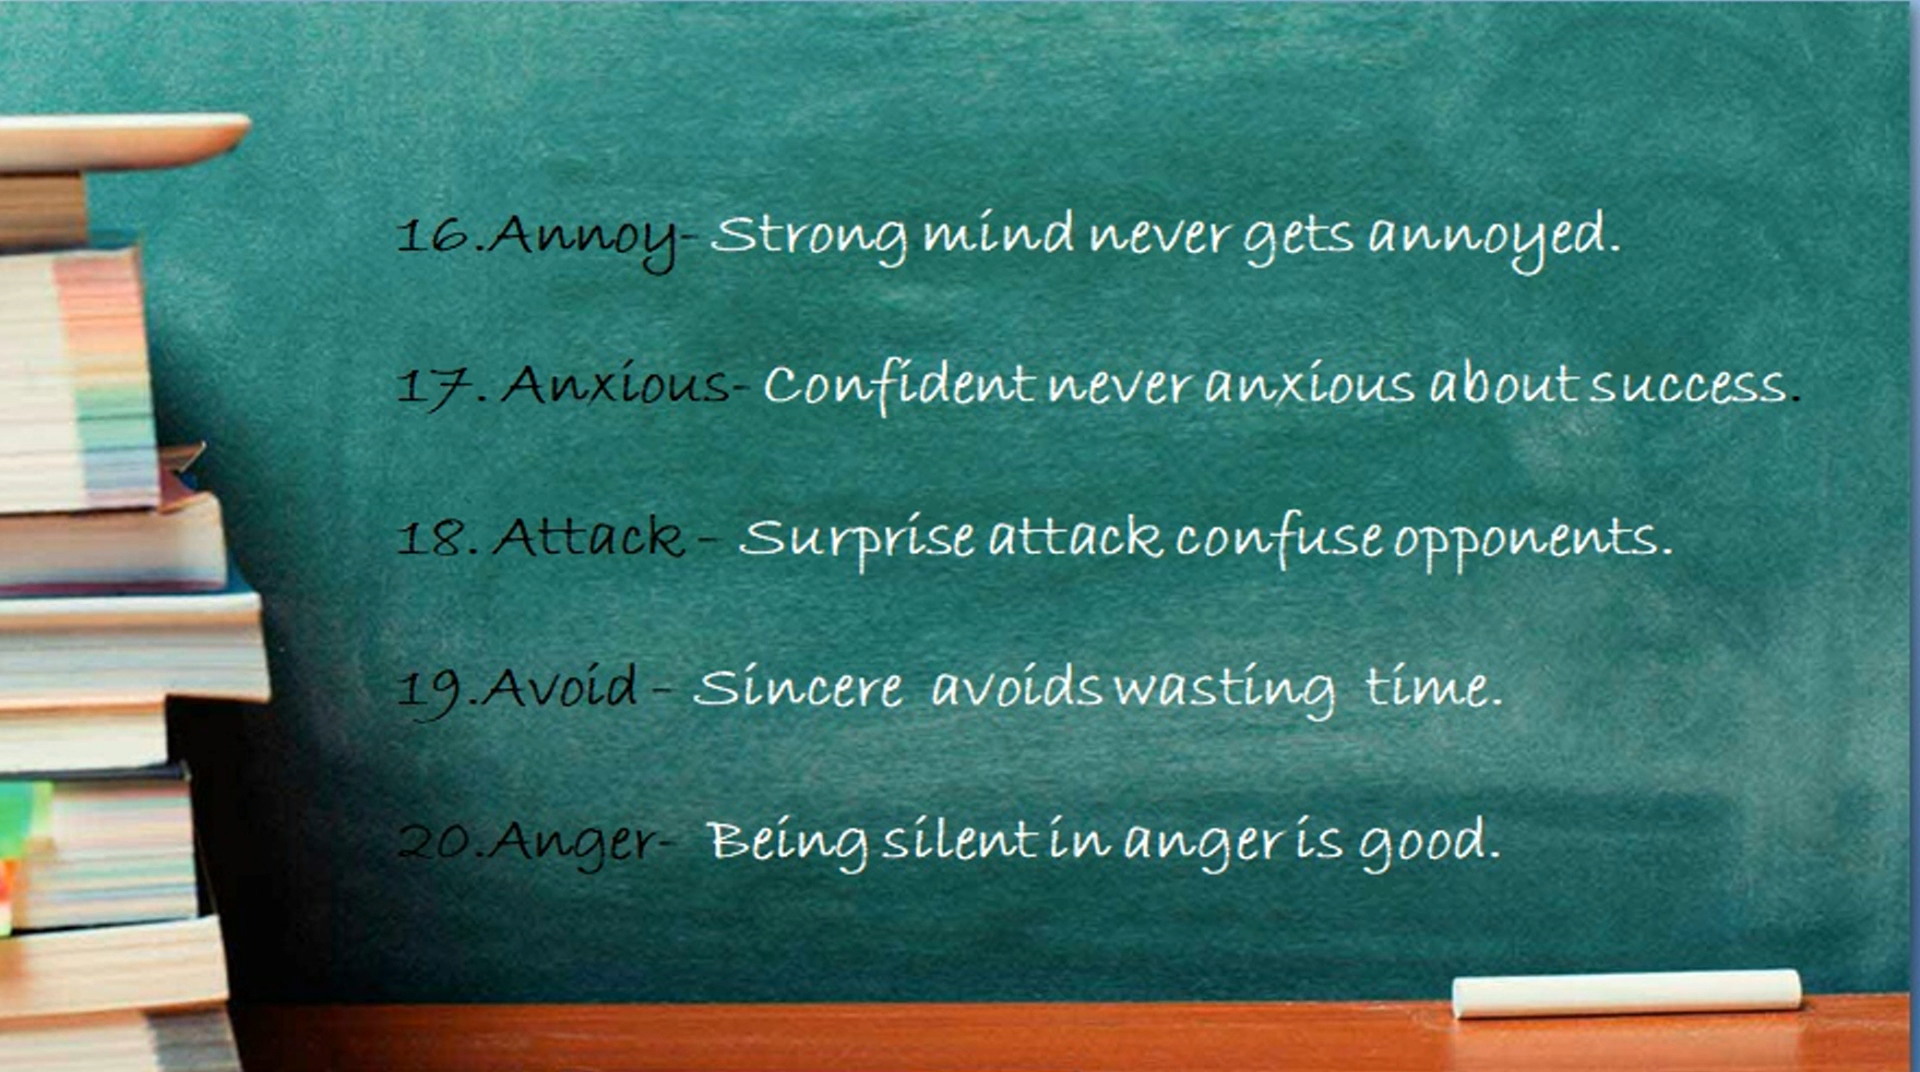 16.Annoy- Strong mind never gets annoyed.
17. Anxious- Confident never anxious about success.
18. Attack - Surprise attack confuse opponents.
19.Avoid - Sincere avoids wasting time.
20.Anger- Being silent in anger is good.